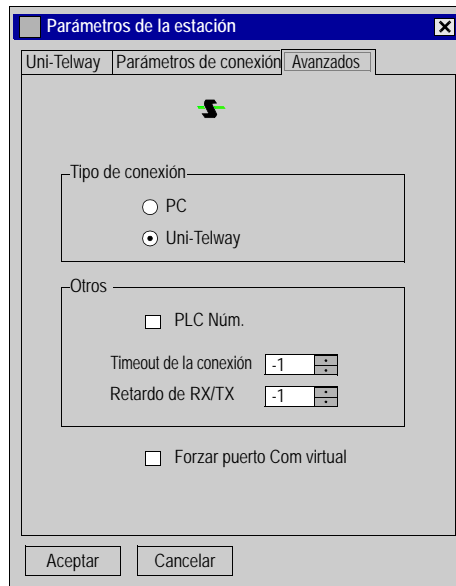 Parámetros de la estación
Uni-Telway Parámetros de conexión Avanzados
Tipo de conexión
PC
Uni-Telway
Otros
PLC Núm.
Timeout de la conexión -1
Retardo de RX/TX -1
Forzar puerto Com virtual
Aceptar Cancelar